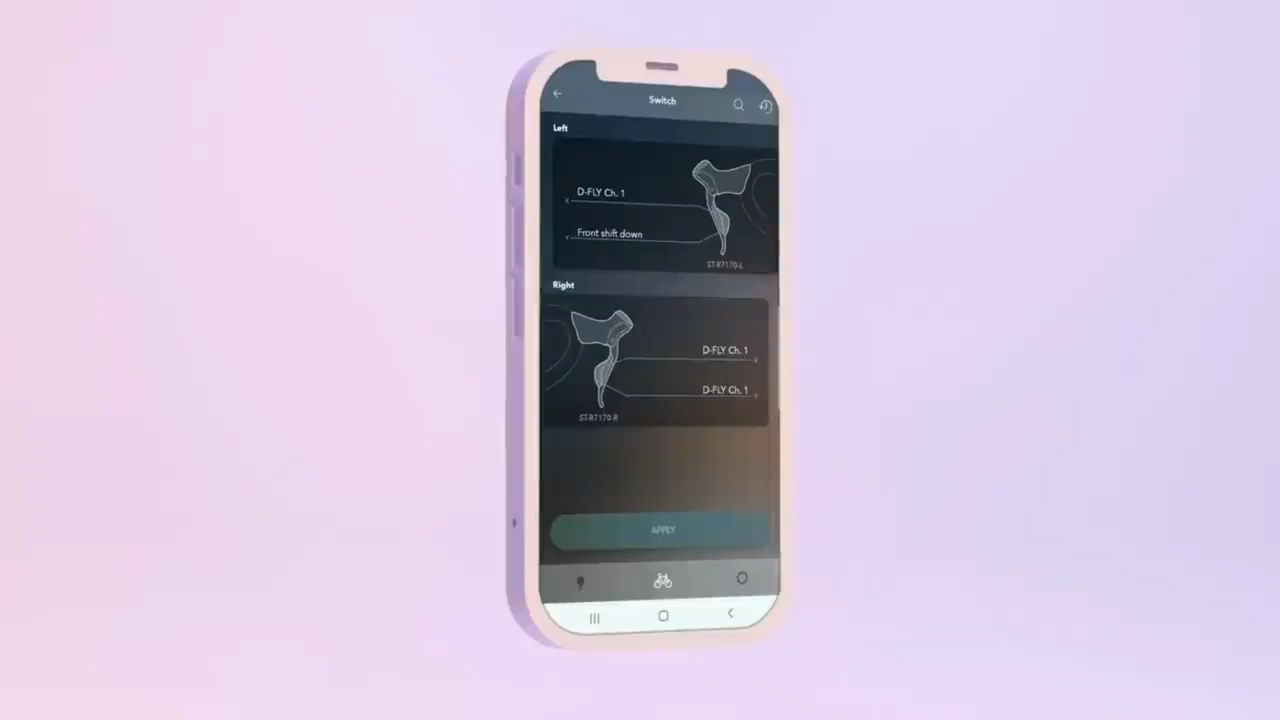 Switch
Left
D-FLY Ch. 1
X
Front shift down
Y
ST-R7170-L
Right
D-FLY Ch. 1
X
D-FLY Ch. 1
Y
ST-R7170-R
APPLY